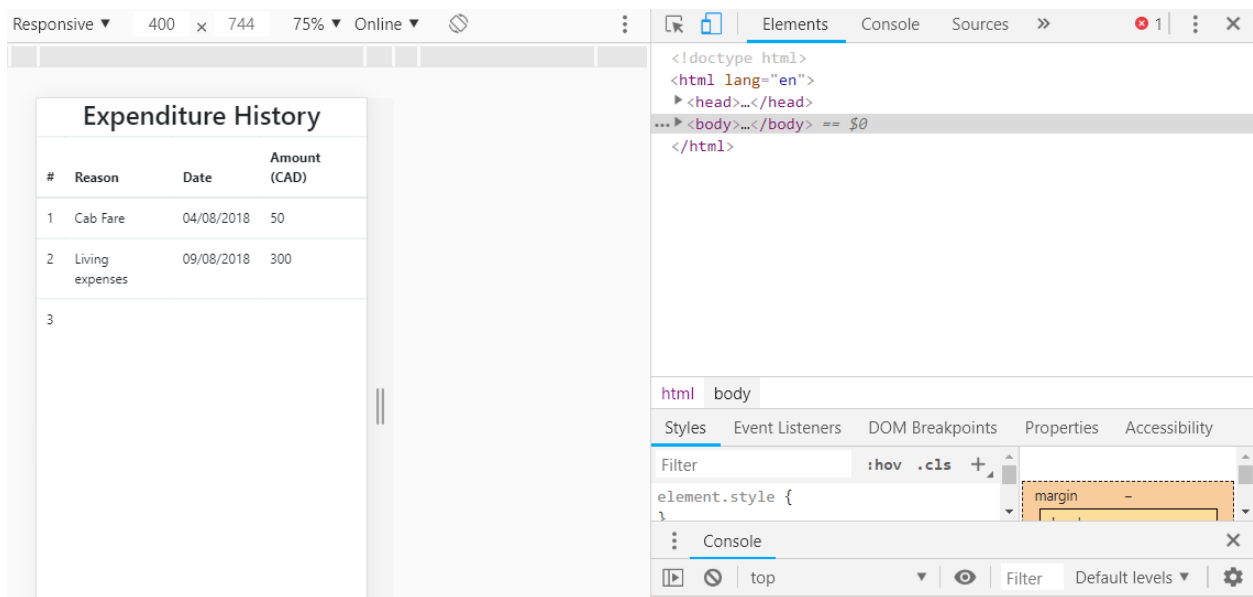 Responsive ▼ 400 x 744 75% ▼ Online ▼
Elements Console Sources » 1
<!doctype html>
<html lang="en">
<head>…</head>
… <body>…</body> == $0
</html>
Expenditure History
# Reason Date Amount (CAD)
1 Cab Fare 04/08/2018 50
2 Living expenses 09/08/2018 300
3
html body
Styles Event Listeners DOM Breakpoints Properties Accessibility
Filter :hov .cls +
element.style {
}
margin –
Console
top ▼ Filter Default levels ▼